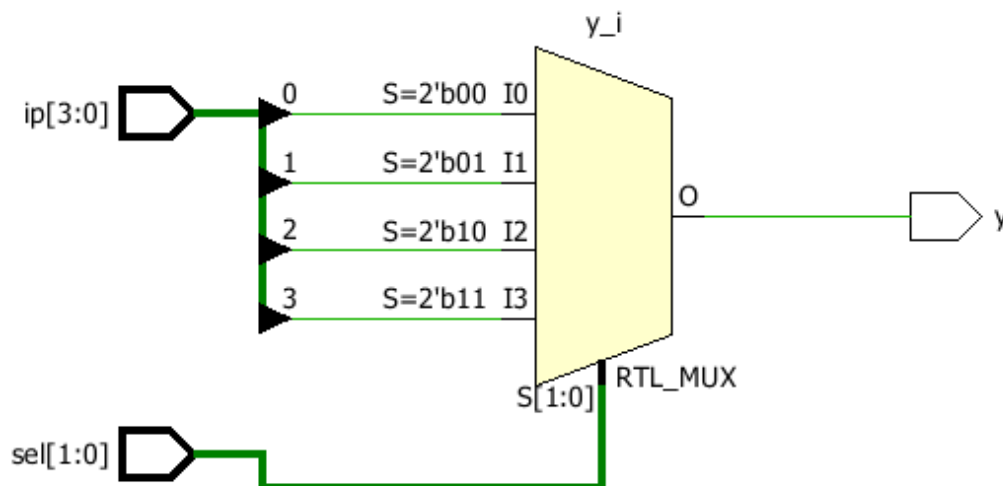 y_i
ip[3:0]
0
S=2'b00 I0
1
S=2'b01 I1
2
S=2'b10 I2
3
S=2'b11 I3
O
y
S[1:0]
RTL_MUX
sel[1:0]